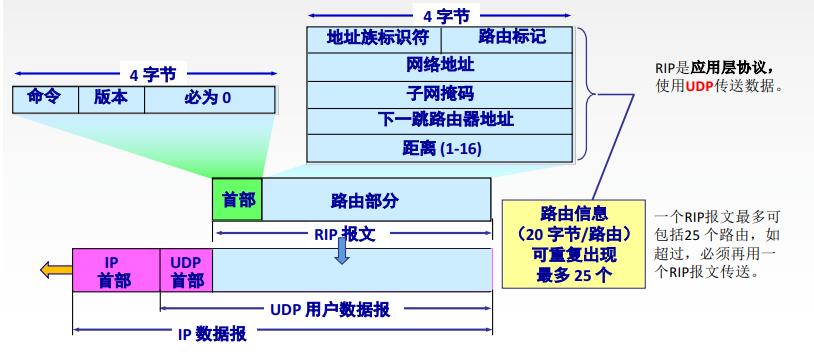 4 字节
地址族标识符 路由标记
网络地址
子网掩码
下一跳路由器地址
距离 (1-16)
4 字节
命令 版本 必为 0
RIP是应用层协议，
使用UDP传送数据。
首部 路由部分
RIP 报文
路由信息
（20 字节/路由）
可重复出现
最多 25 个
一个RIP报文最多可
包括25 个路由，如
超过，必须再用一
个RIP报文传送。
IP
首部
UDP
首部
UDP 用户数据报
IP 数据报